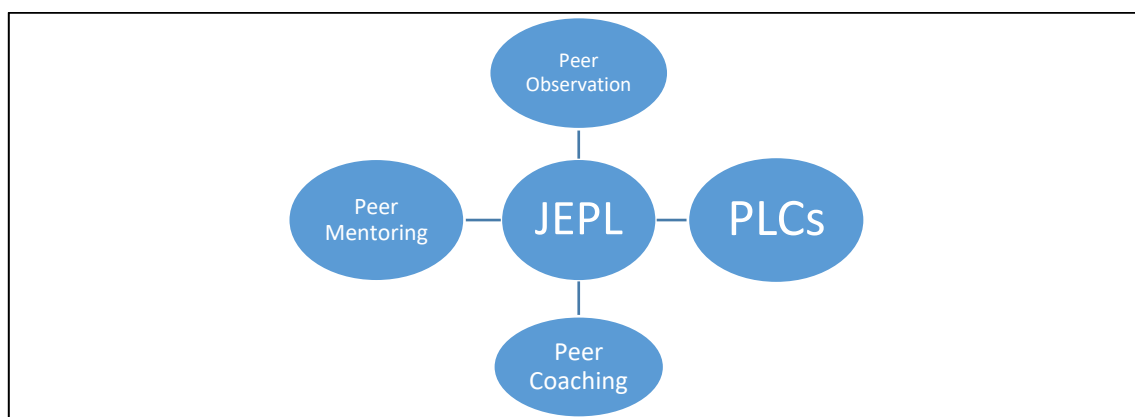 Peer
Observation
Peer
Mentoring
JEPL
PLCs
Peer
Coaching